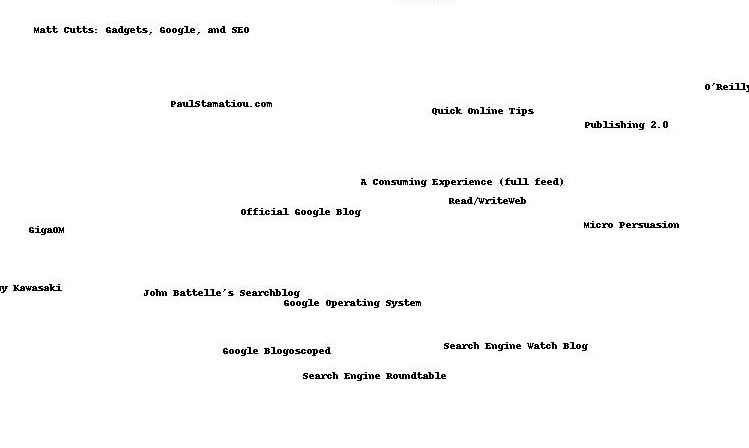 Matt Cutts: Gadgets, Google, and SEO
O'Reilly
PaulStamatiou.com
Quick Online Tips
Publishing 2.0
A Consuming Experience (full feed)
Read/WriteWeb
Official Google Blog
Micro Persuasion
GigaOM
y Kawasaki
John Battelle's Searchblog
Google Operating System
Search Engine Watch Blog
Google Blogoscoped
Search Engine Roundtable